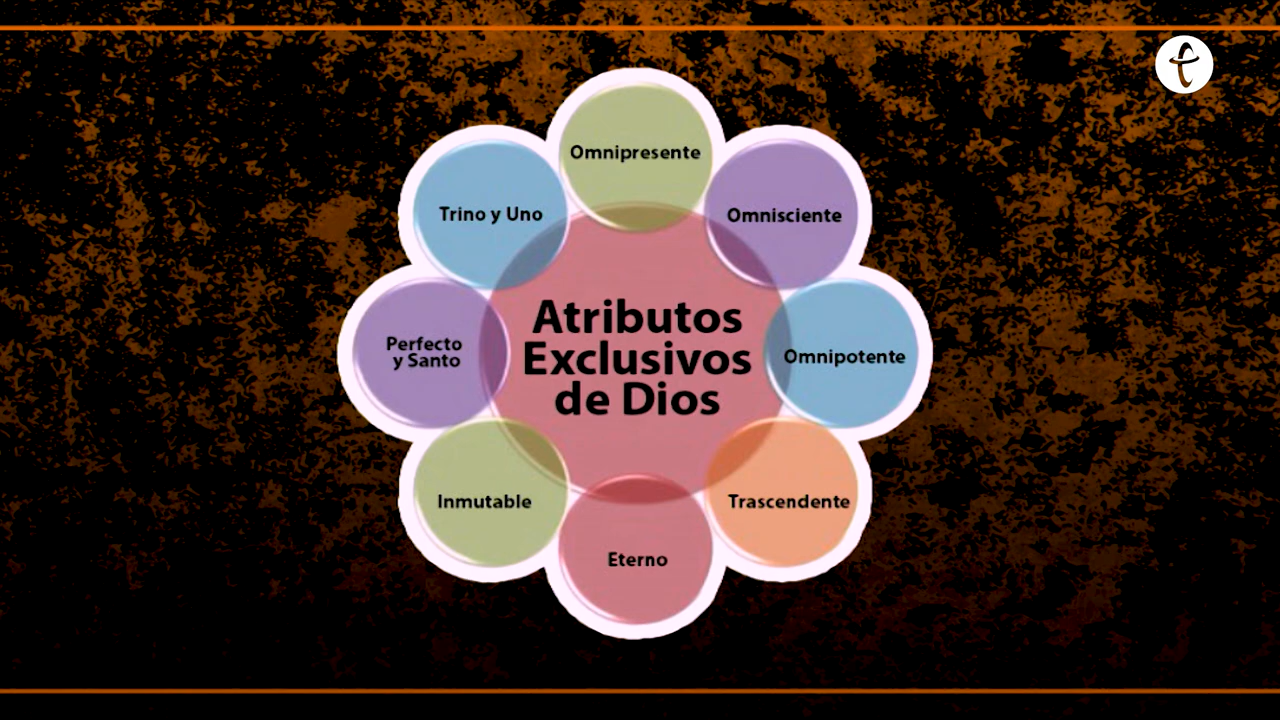 Atributos
Exclusivos
de Dios
Omnipresente
Omnisciente
Omnipotente
Trascendente
Eterno
Inmutable
Perfecto
y Santo
Trino y Uno